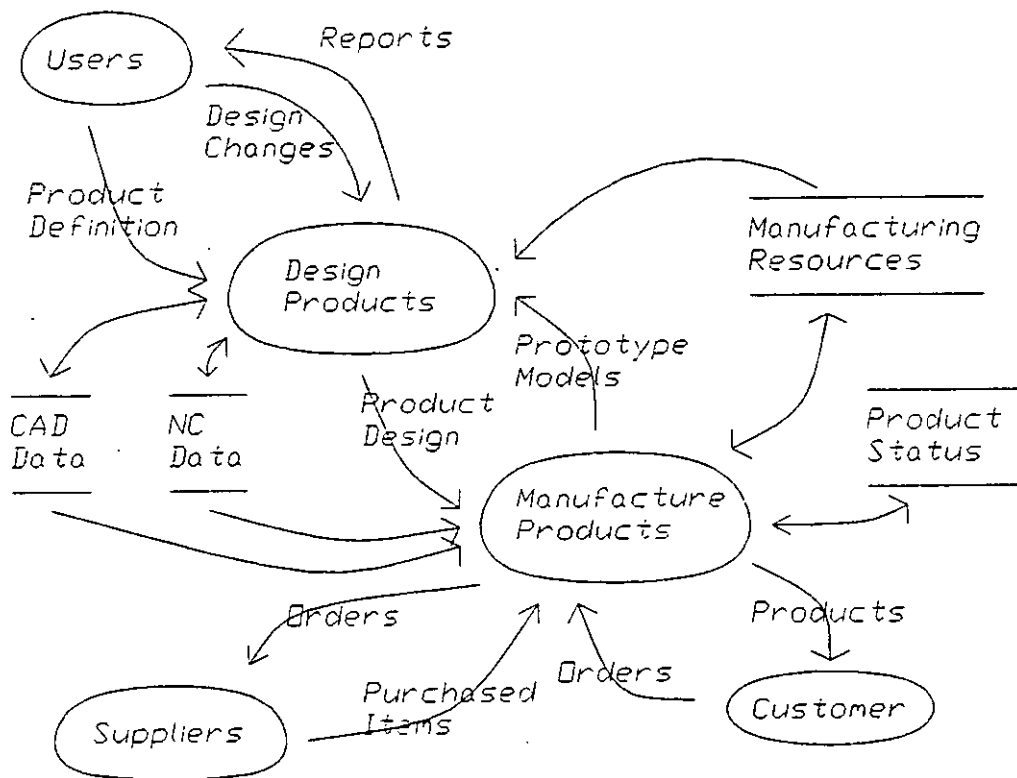 Reports
Users
Design
Changes
Product
Definition
Manufacturing
Resources
Design
Products
Prototype
Models
CAD
Data
NC
Data
Product
Design
Product
Status
Manufacture
Products
Orders
Products
Orders
Purchased
Items
Suppliers
Customer